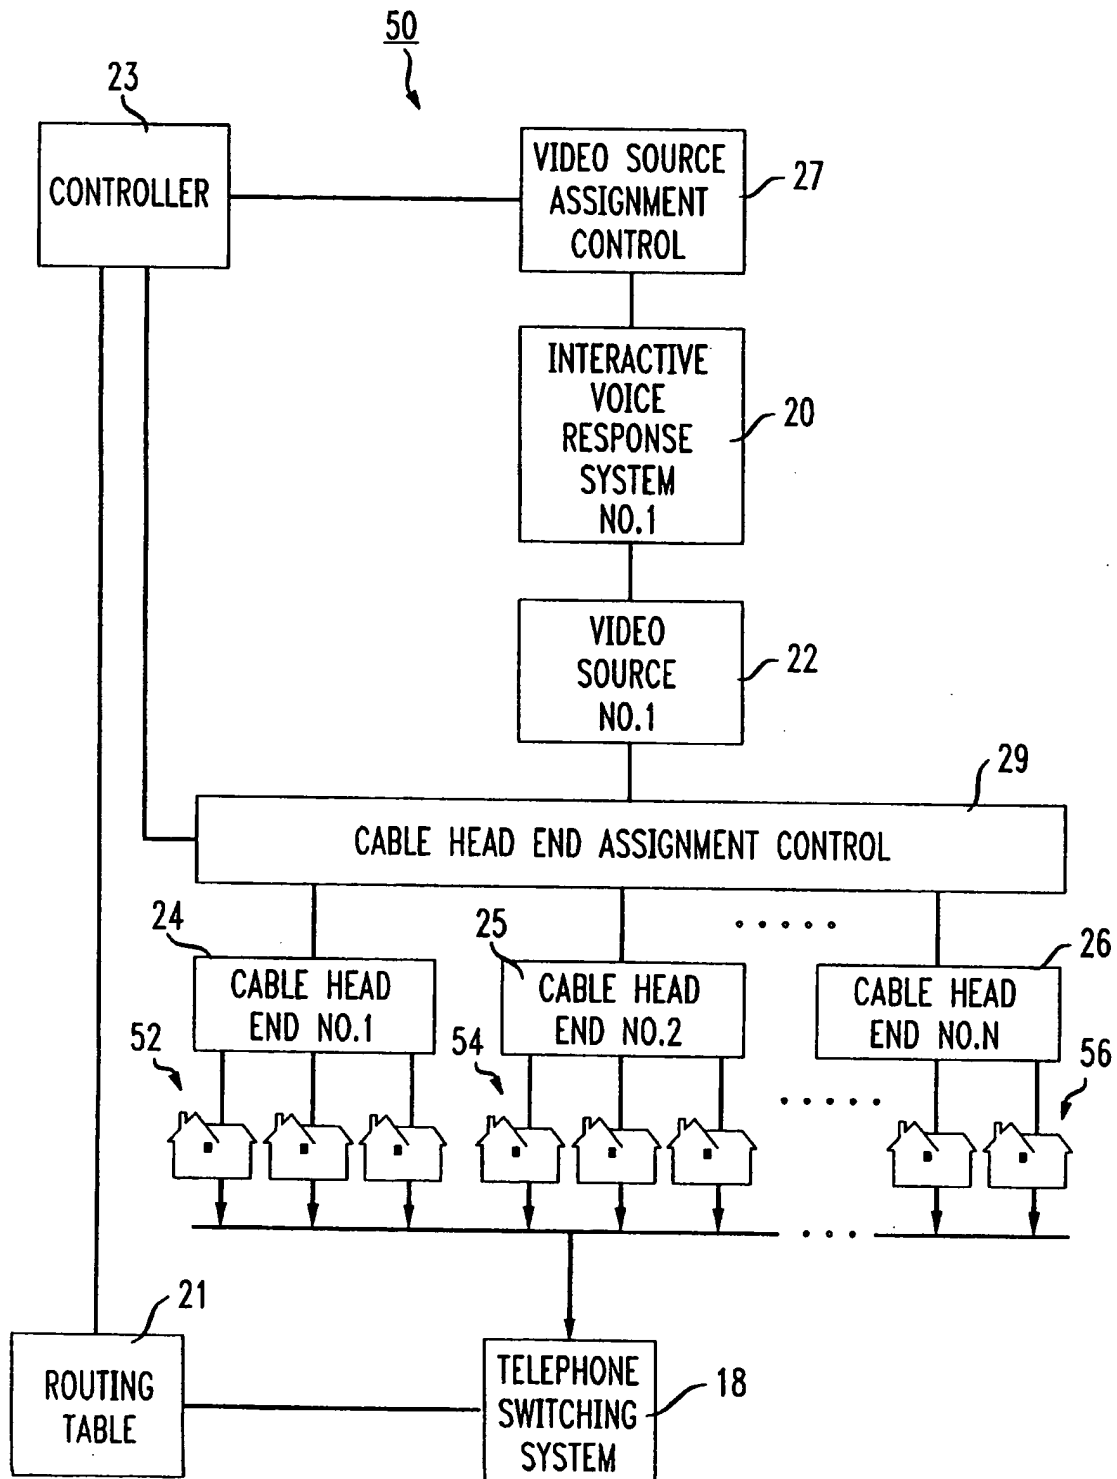 50
23
CONTROLLER
VIDEO SOURCE
ASSIGNMENT
CONTROL
27
INTERACTIVE
VOICE
RESPONSE
SYSTEM
NO.1
20
VIDEO
SOURCE
NO.1
22
29
CABLE HEAD END ASSIGNMENT CONTROL
24
CABLE HEAD
END NO.1
25
CABLE HEAD
END NO.2
26
CABLE HEAD
END NO.N
52
54
56
21
ROUTING
TABLE
TELEPHONE
SWITCHING
SYSTEM
18